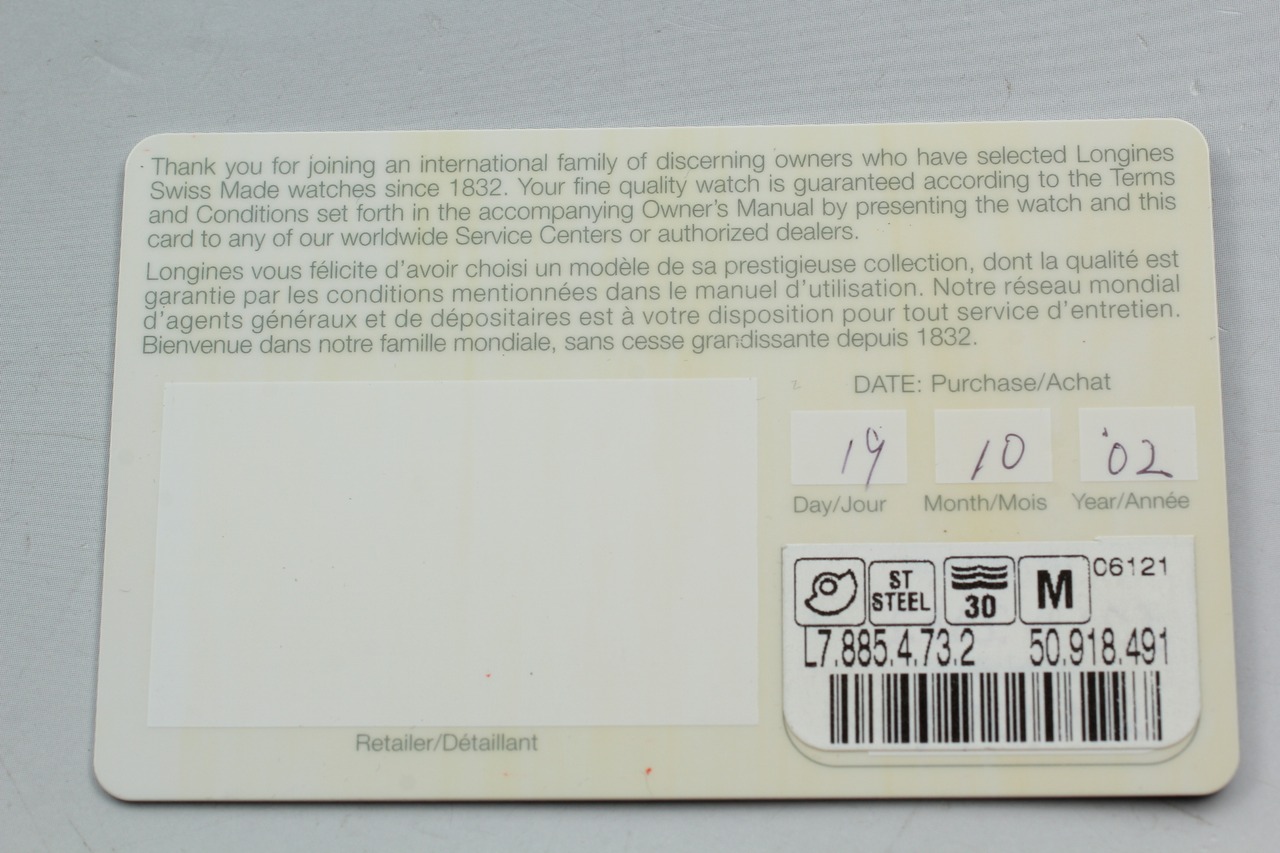 Thank you for joining an international family of discerning owners who have selected Longines
Swiss Made watches since 1832. Your fine quality watch is guaranteed according to the Terms
and Conditions set forth in the accompanying Owner's Manual by presenting the watch and this
card to any of our worldwide Service Centers or authorized dealers.
Longines vous félicite d'avoir choisi un modèle de sa prestigieuse collection, dont la qualité est
garantie par les conditions mentionnées dans le manuel d'utilisation. Notre réseau mondial
d'agents généraux et de dépositaires est à votre disposition pour tout service d'entretien.
Bienvenue dans notre famille mondiale, sans cesse grandissante depuis 1832.
DATE: Purchase/Achat
19 10 '02
Day/Jour Month/Mois Year/Année
ST STEEL 30 M C6121
L7.885.4.73.2 50.918.491
Retailer/Détaillant